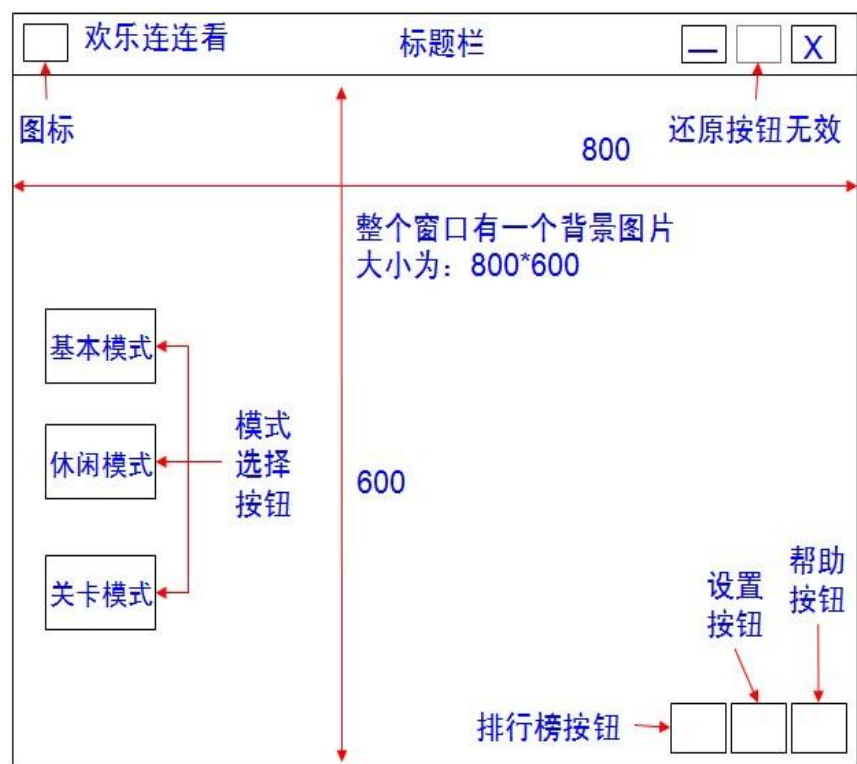 欢乐连连看
标题栏
—
X
图标
还原按钮无效
800
整个窗口有一个背景图片
大小为：800*600
基本模式
模式
选择
按钮
休闲模式
600
关卡模式
设置
按钮
帮助
按钮
排行榜按钮